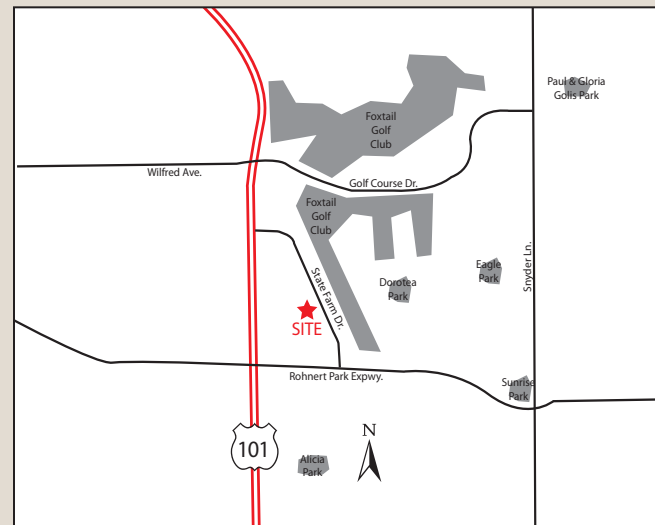 Paul & Gloria
Golis Park
Foxtail
Golf
Club
Wilfred Ave.
Golf Course Dr.
Foxtail
Golf
Club
Snyder Ln.
Eagle
Park
State Farm Dr.
Dorotea
Park
SITE
Rohnert Park Expwy.
Sunrise
Park
N
101
Alicia
Park